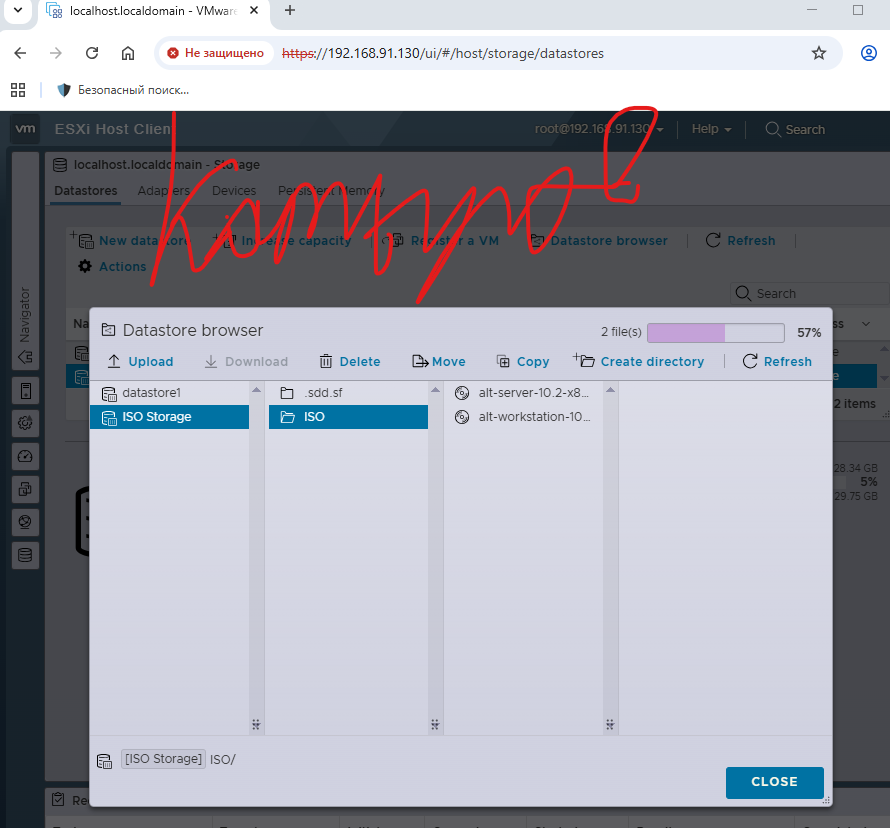 localhost.localdomain - VMwar
Не защищено https://192.168.91.130/ui/#/host/storage/datastores
Безопасный поиск...
vm ESXi Host Clien root@192.168.91.130 Help Search
localhost.localdomain - Storage
Datastores Adapters Devices Persistent Memory
New datastore Increase capacity Register a VM Datastore browser Refresh
Actions
Search
Navigator
Na ss
Datastore browser 2 file(s) 57%
Upload Download Delete Move Copy Create directory Refresh
datastore1 .sdd.sf alt-server-10.2-x8...
ISO Storage ISO alt-workstation-10...
2 items
28.34 GB
5%
29.75 GB
[ISO Storage] ISO/
CLOSE
Re